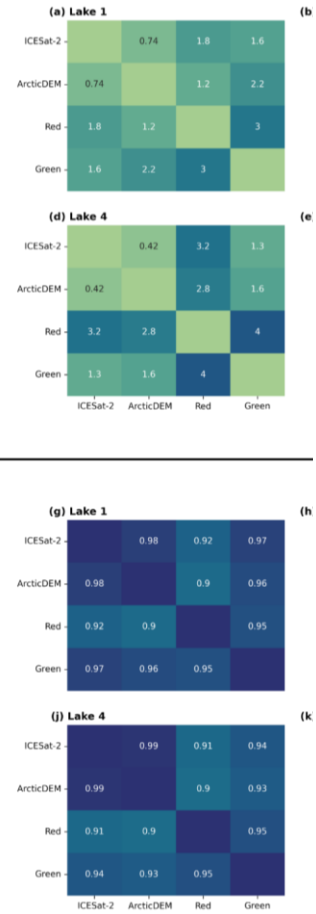 (a) Lake 1 (b)
ICESat-2 0.74 1.8 1.6
ArcticDEM 0.74 1.2 2.2
Red 1.8 1.2 3
Green 1.6 2.2 3
(d) Lake 4 (e)
ICESat-2 0.42 3.2 1.3
ArcticDEM 0.42 2.8 1.6
Red 3.2 2.8 4
Green 1.3 1.6 4
ICESat-2 ArcticDEM Red Green
(g) Lake 1 (h
ICESat-2 0.98 0.92 0.97
ArcticDEM 0.98 0.9 0.96
Red 0.92 0.9 0.95
Green 0.97 0.96 0.95
(j) Lake 4 (k
ICESat-2 0.99 0.91 0.94
ArcticDEM 0.99 0.9 0.93
Red 0.91 0.9 0.95
Green 0.94 0.93 0.95
ICESat-2 ArcticDEM Red Green